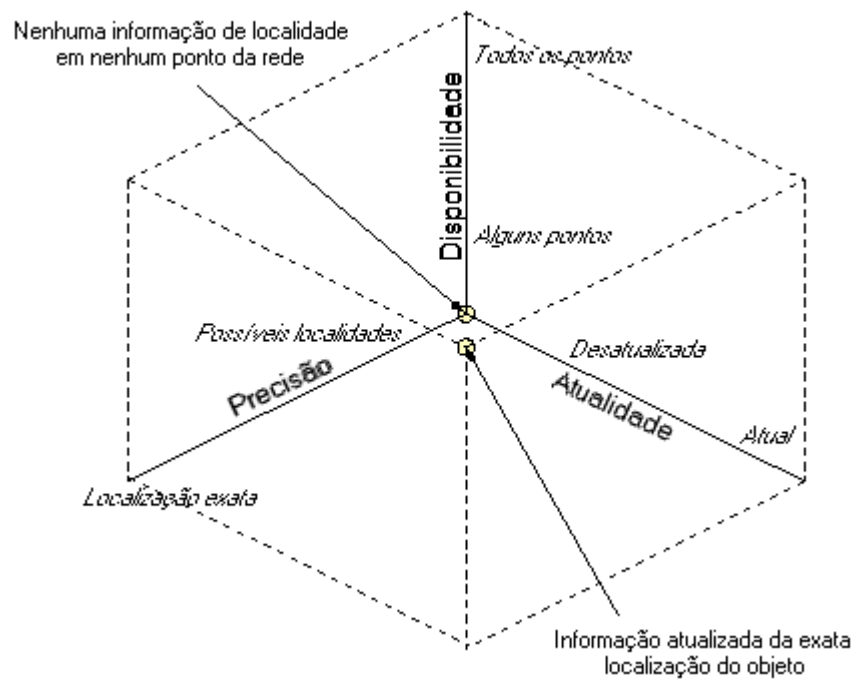 Nenhuma informação de localidade
em nenhum ponto da rede
Todos os pontos
Disponibilidade
Alguns pontos
Possíveis localidades
Precisão
Desatualizada
Atualidade
Atual
Localização exata
Informação atualizada da exata
localização do objeto